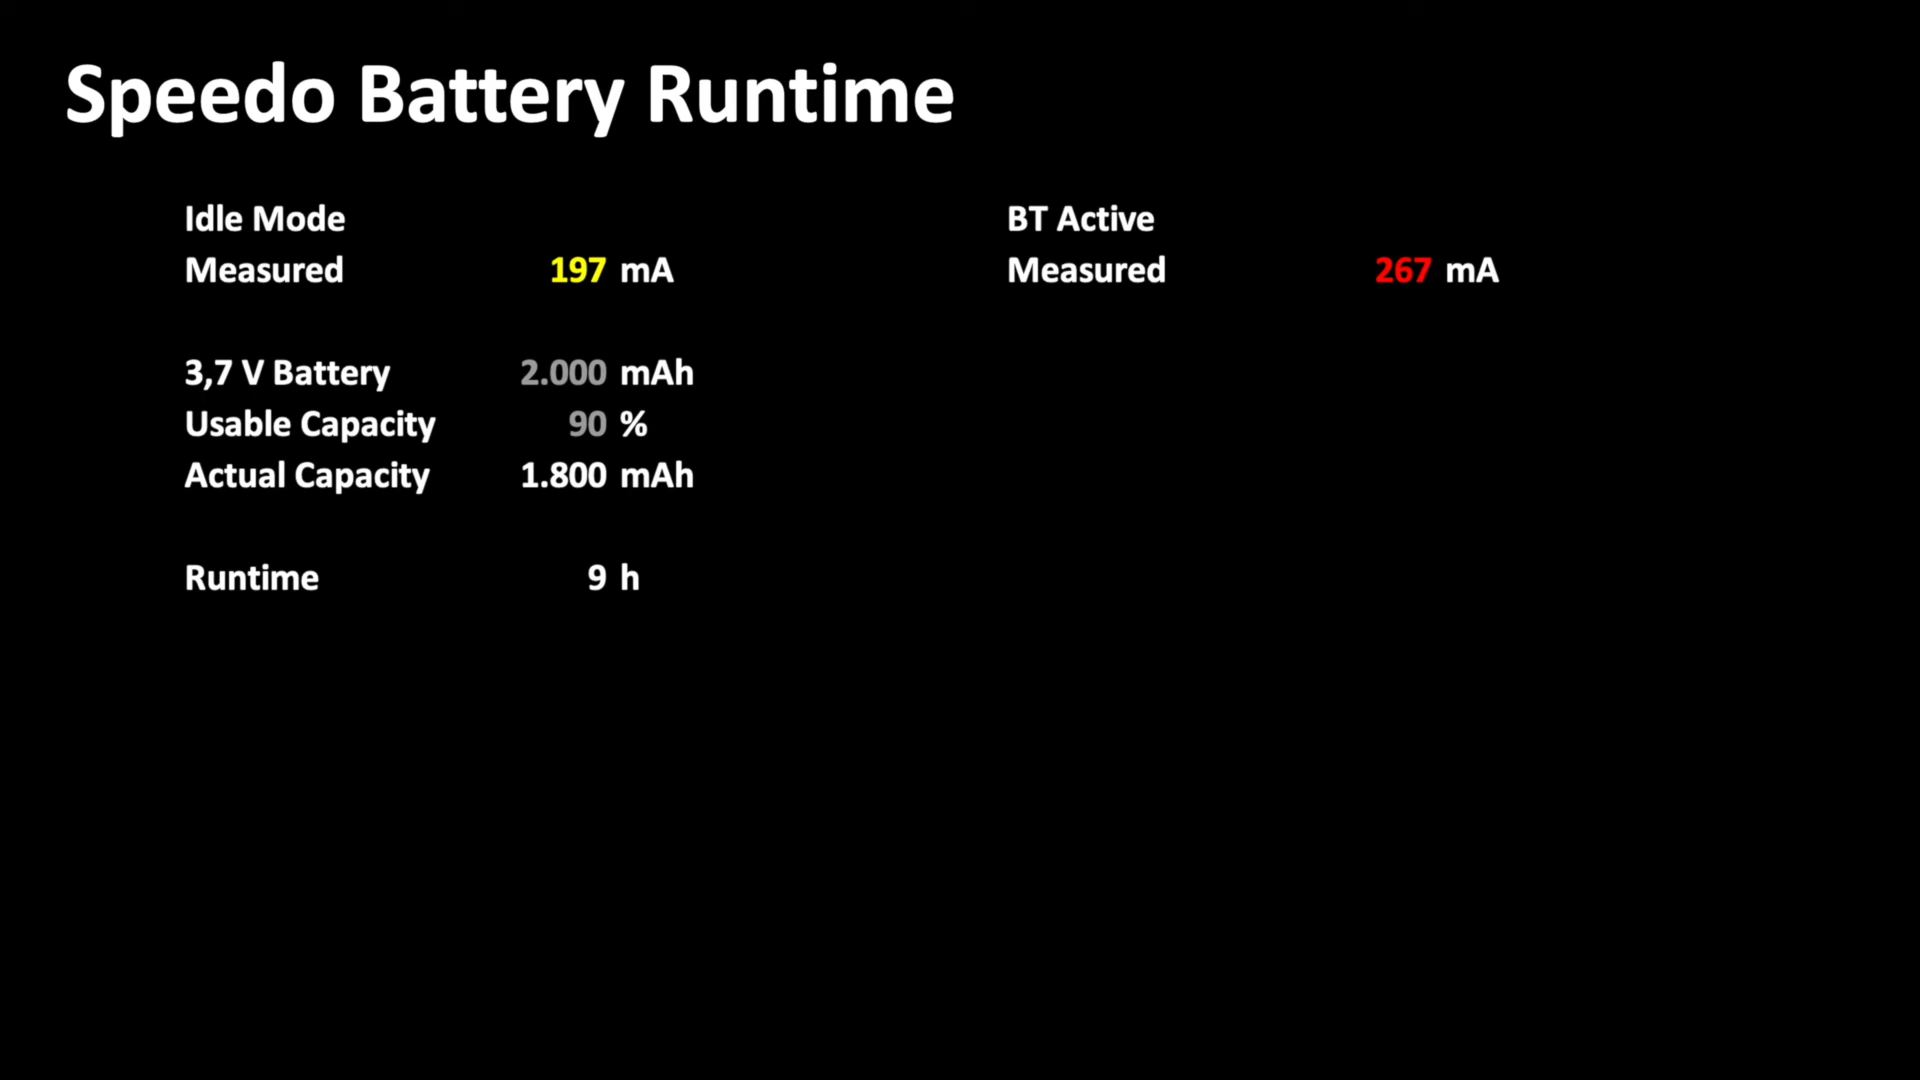 Speedo Battery Runtime
Idle Mode
Measured 197 mA
3,7 V Battery 2.000 mAh
Usable Capacity 90 %
Actual Capacity 1.800 mAh
Runtime 9 h
BT Active
Measured 267 mA